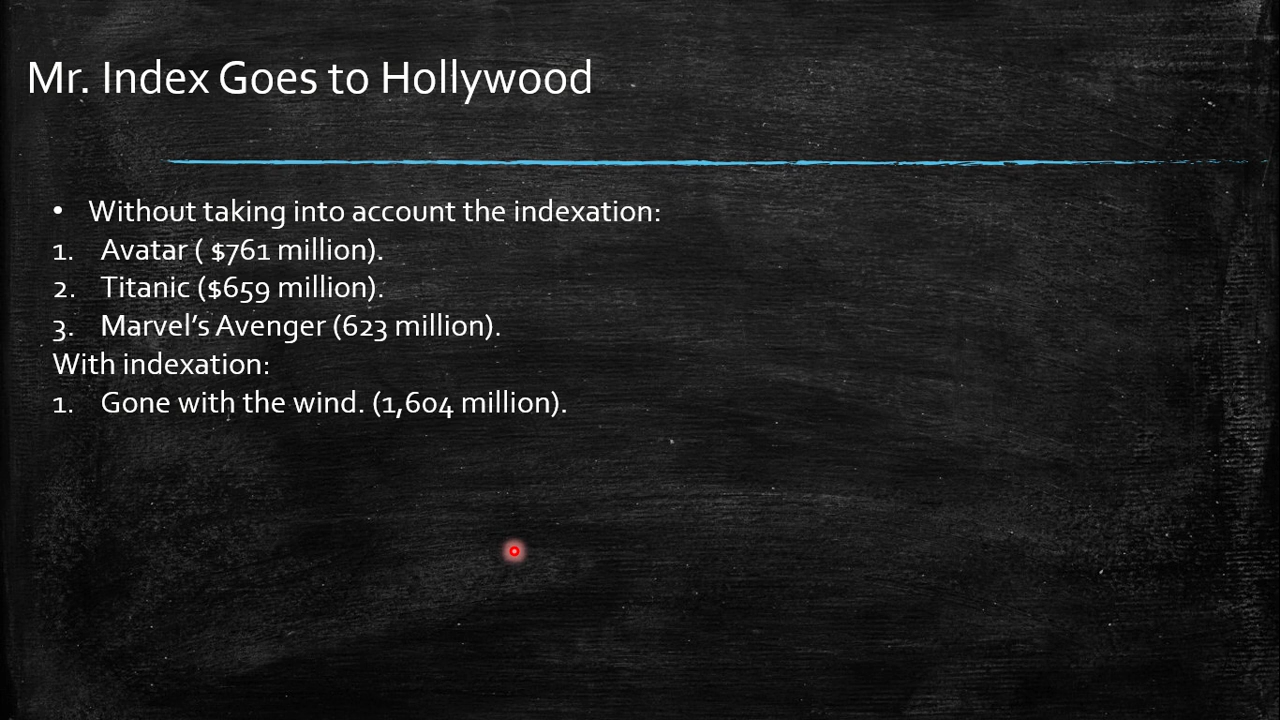 Mr. Index Goes to Hollywood
• Without taking into account the indexation:
1. Avatar ( $761 million).
2. Titanic ($659 million).
3. Marvel’s Avenger (623 million).
With indexation:
1. Gone with the wind. (1,604 million).